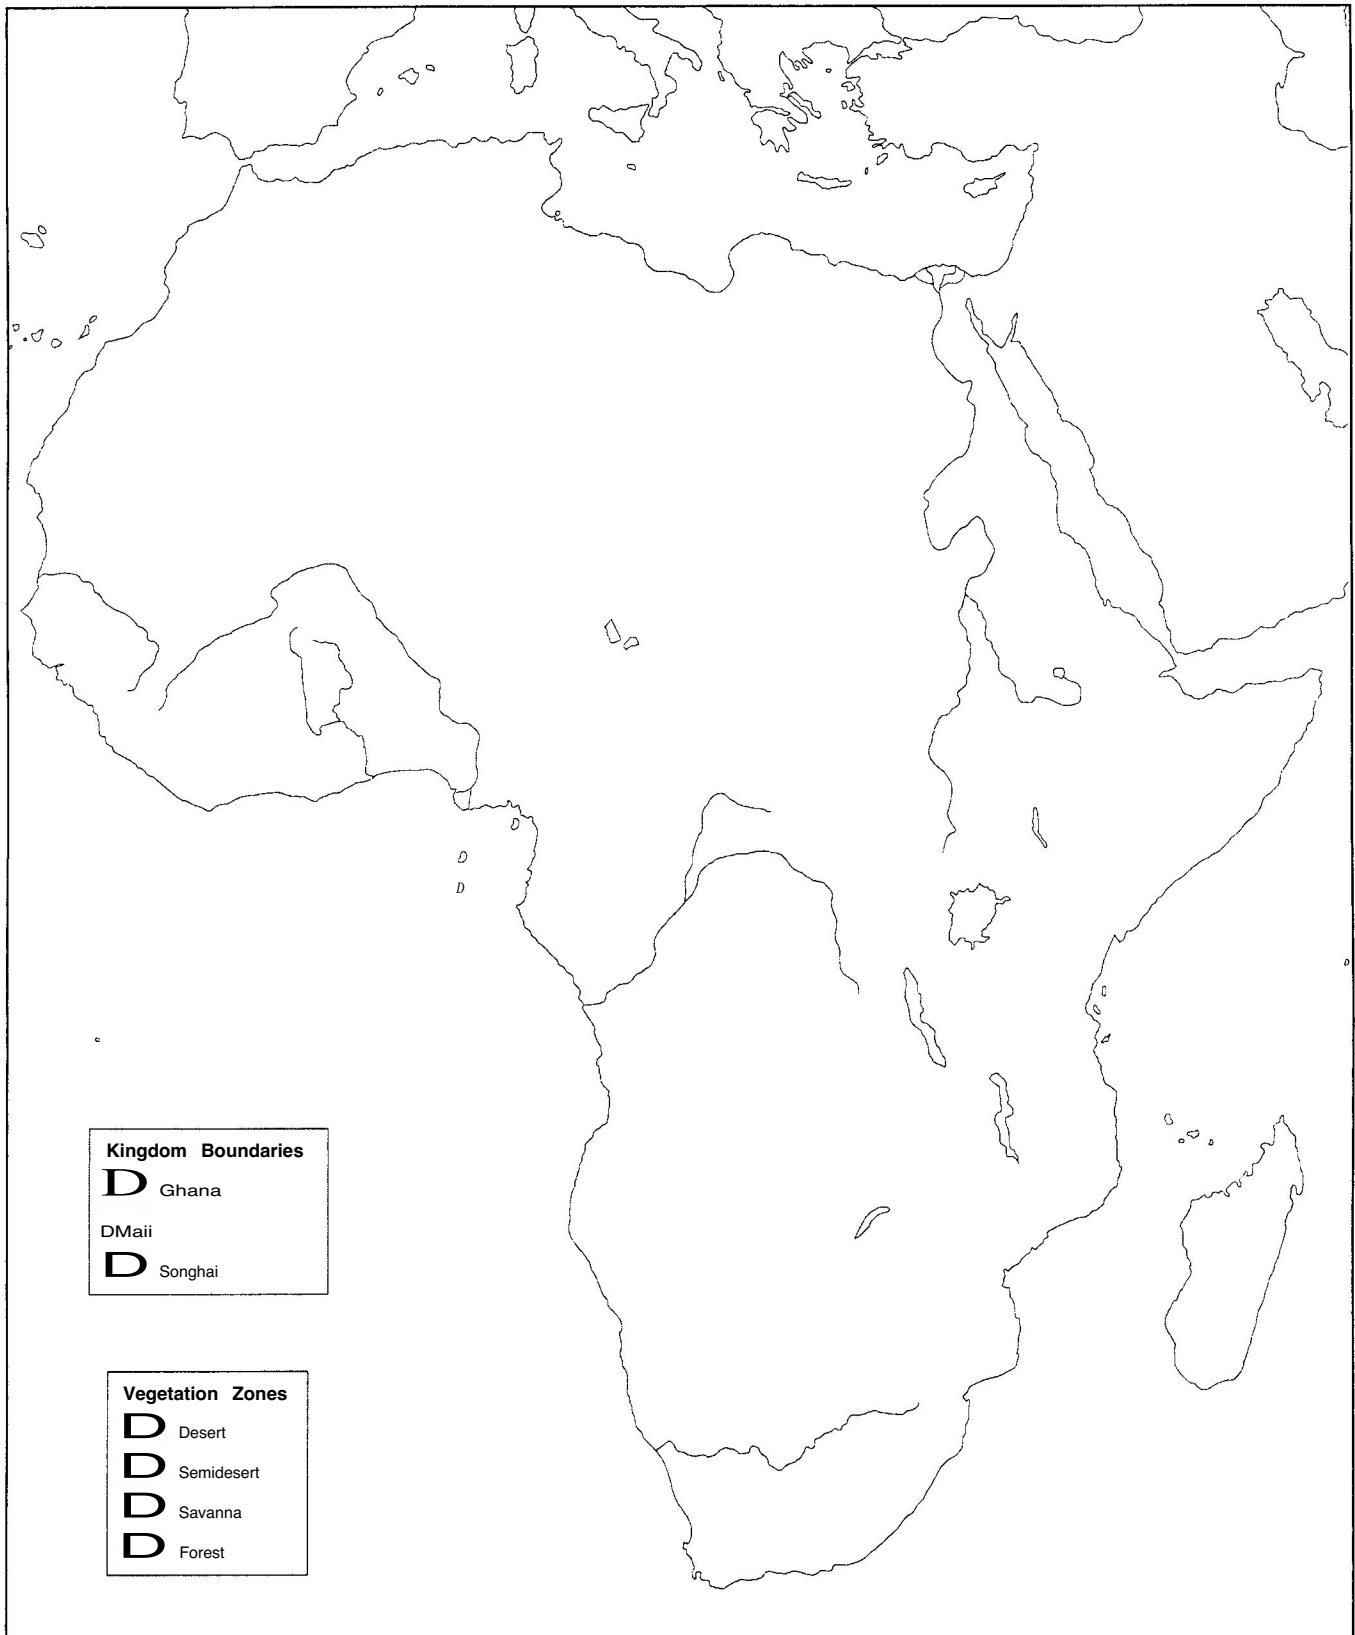 D
Kingdom Boundaries
D Ghana
DMaii
D Songhai
Vegetation Zones
D Desert
D Semidesert
D Savanna
D Forest